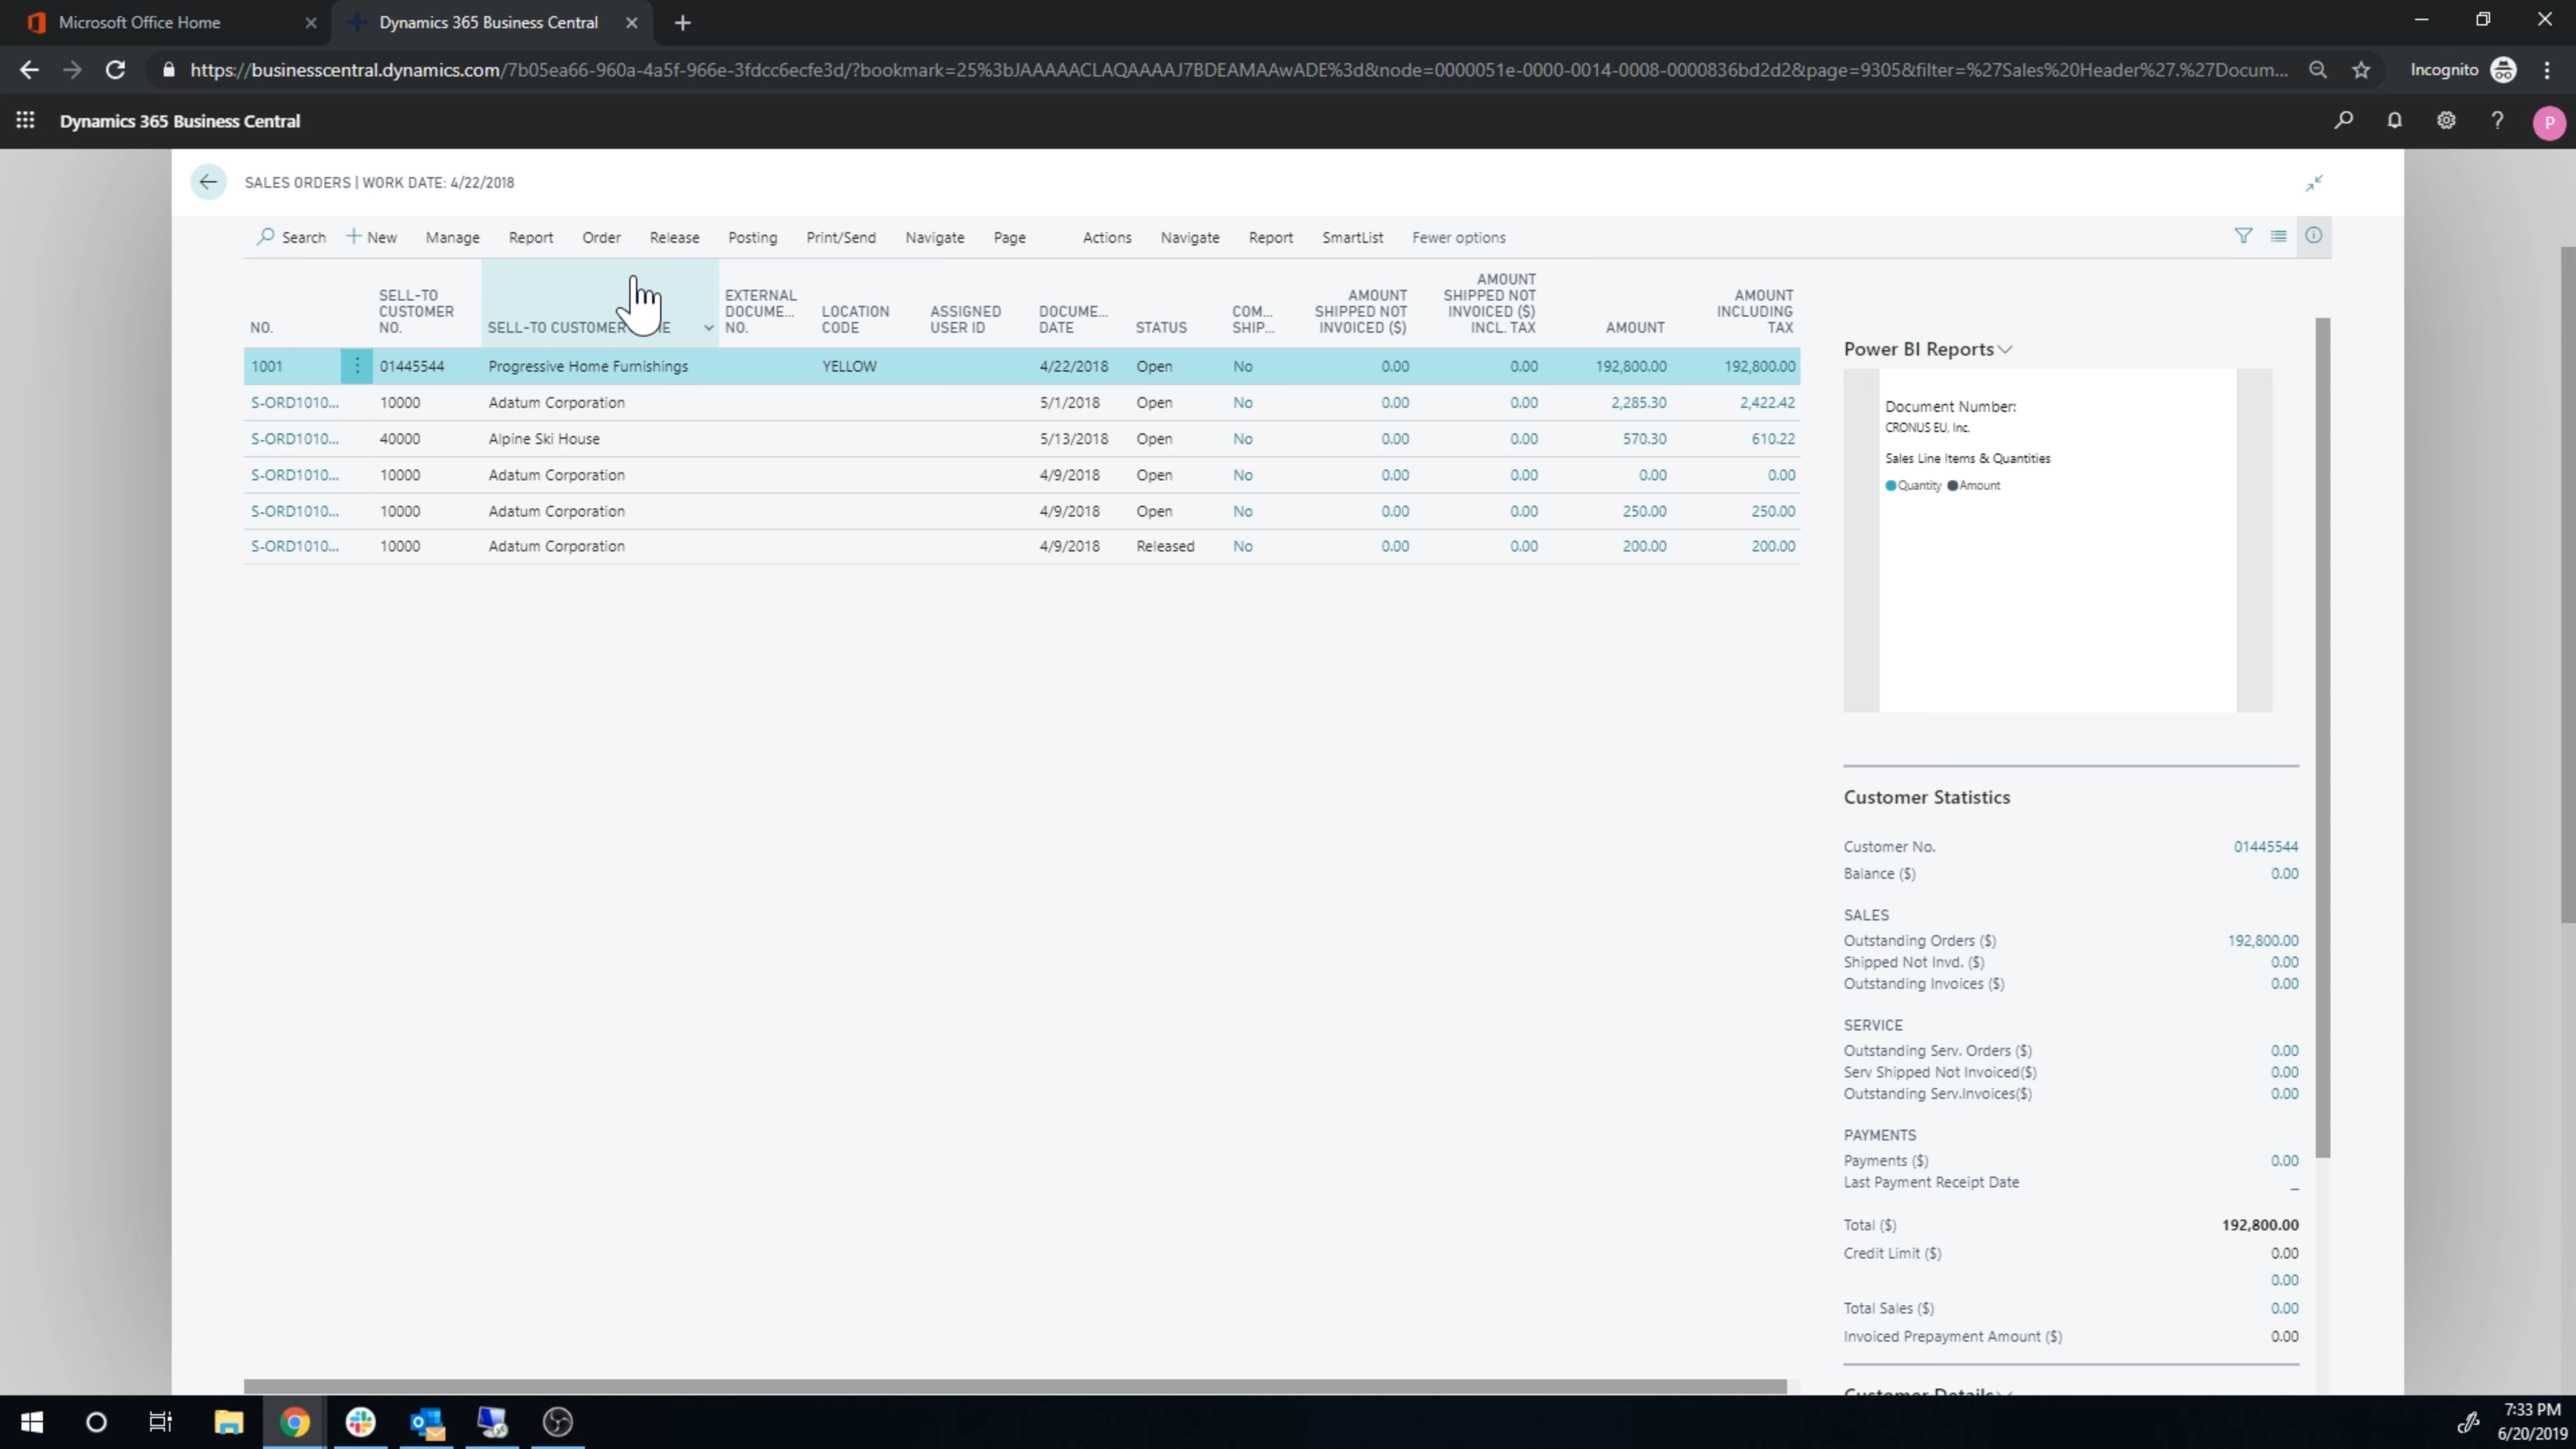 Microsoft Office Home
Dynamics 365 Business Central
https://businesscentral.dynamics.com/7b05ea66-960a-4a5f-966e-3fdcc6ecfe3d/?bookmark=25%3bJAAAAACLAQAAAAJ7BDEAMAAwADE%3d&node=0000051e-0000-0014-0008-0000836bd2d2&page=9305&filter=%27Sales%20Header%27.%27Docum...
Incognito
Dynamics 365 Business Central
P
SALES ORDERS | WORK DATE: 4/22/2018
Search New Manage Report Order Release Posting Print/Send Navigate Page Actions Navigate Report SmartList Fewer options
NO.
SELL-TO
CUSTOMER
NO.
SELL-TO CUSTOMER
EXTERNAL
DOCUME...
NO.
LOCATION
CODE
ASSIGNED
USER ID
DOCUME...
DATE
STATUS
COM...
SHIP...
AMOUNT
SHIPPED NOT
INVOICED ($)
AMOUNT
SHIPPED NOT
INVOICED ($)
INCL. TAX
AMOUNT
AMOUNT
INCLUDING
TAX
1001 01445544 Progressive Home Furnishings YELLOW 4/22/2018 Open No 0.00 0.00 192,800.00 192,800.00
S-ORD1010... 10000 Adatum Corporation 5/1/2018 Open No 0.00 0.00 2,285.30 2,422.42
S-ORD1010... 40000 Alpine Ski House 5/13/2018 Open No 0.00 0.00 570.30 610.22
S-ORD1010... 10000 Adatum Corporation 4/9/2018 Open No 0.00 0.00 0.00 0.00
S-ORD1010... 10000 Adatum Corporation 4/9/2018 Open No 0.00 0.00 250.00 250.00
S-ORD1010... 10000 Adatum Corporation 4/9/2018 Released No 0.00 0.00 200.00 200.00
Power BI Reports
Document Number:
CRONUS EU, Inc.
Sales Line Items & Quantities
Quantity Amount
Customer Statistics
Customer No. 01445544
Balance ($) 0.00
SALES
Outstanding Orders ($) 192,800.00
Shipped Not Invd. ($) 0.00
Outstanding Invoices ($) 0.00
SERVICE
Outstanding Serv. Orders ($) 0.00
Serv Shipped Not Invoiced($) 0.00
Outstanding Serv.Invoices($) 0.00
PAYMENTS
Payments ($) 0.00
Last Payment Receipt Date _
Total ($) 192,800.00
Credit Limit ($) 0.00
0.00
Total Sales ($) 0.00
Invoiced Prepayment Amount ($) 0.00
Customer Details
7:33 PM
6/20/2019